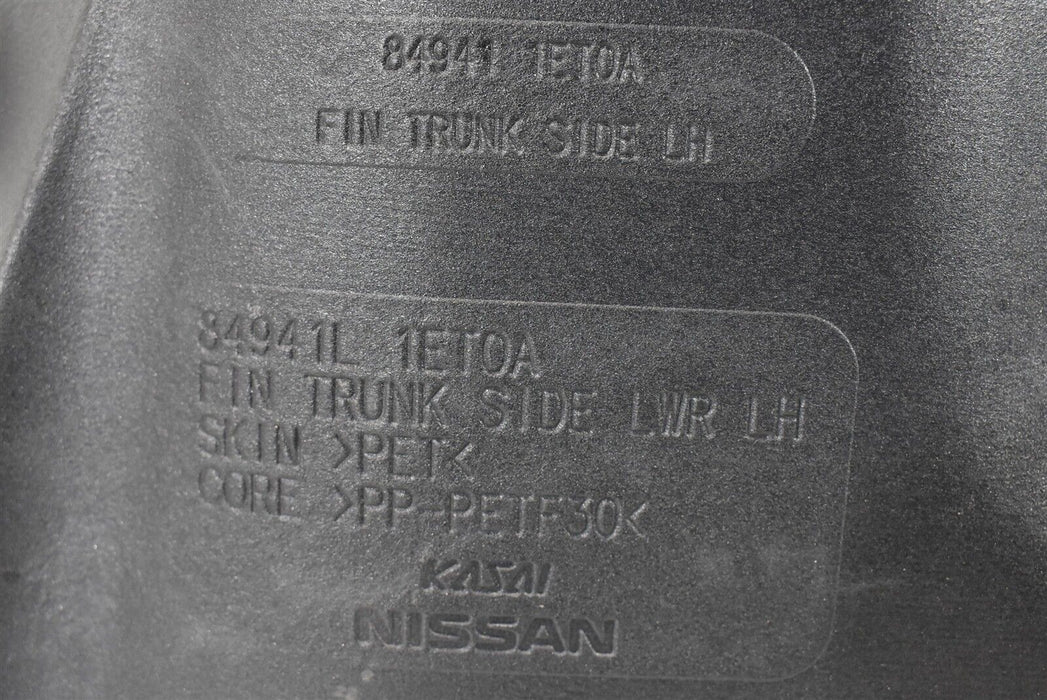 84941 1ET0A
FIN TRUNK SIDE LH
84941L 1ET0A
FIN TRUNK SIDE LWR LH
SKIN >PET<
CORE >PP-PETF30<
KASAI
NISSAN